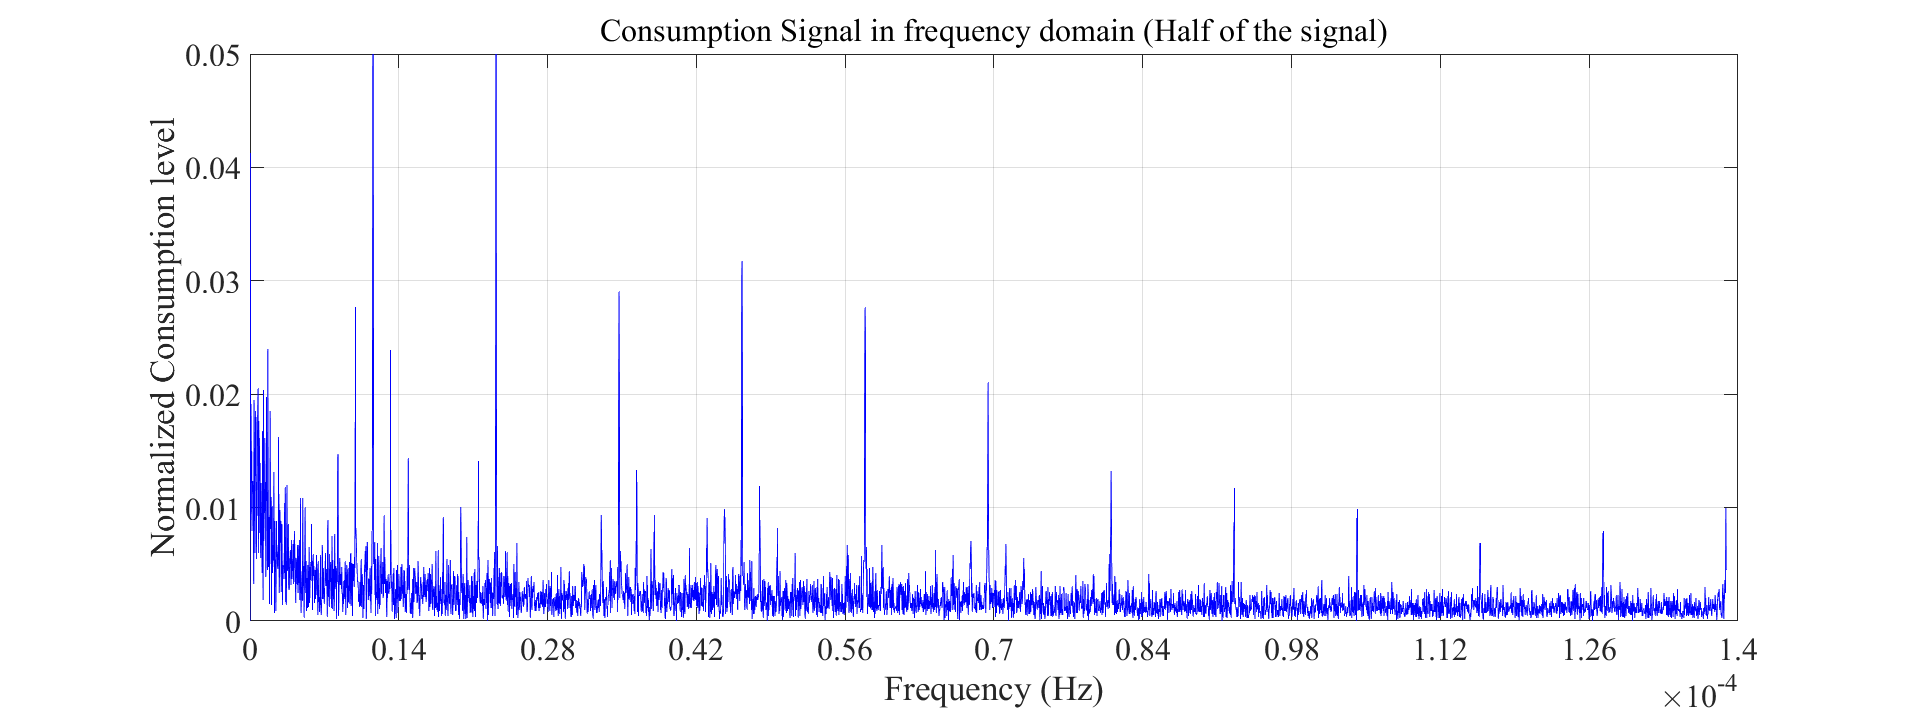 Consumption Signal in frequency domain (Half of the signal)
Normalized Consumption level
0.05
0.04
0.03
0.02
0.01
0
0 0.14 0.28 0.42 0.56 0.7 0.84 0.98 1.12 1.26 1.4
Frequency (Hz)
×10⁻⁴